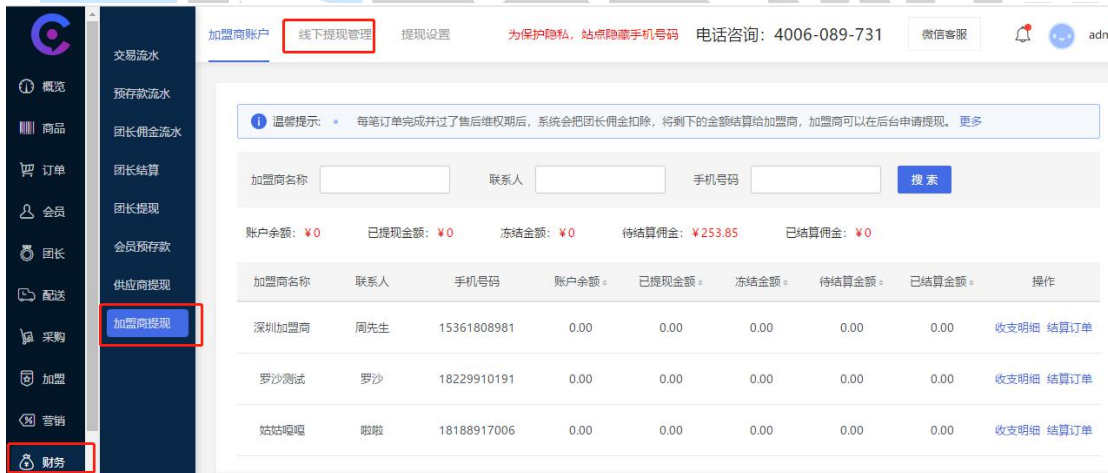 加盟商账户 线下提现管理 提现设置 为保护隐私，站点隐藏手机号码 电话咨询：4006-089-731 微信客服 adn
概览
商品
订单
会员
团长
配送
采购
加盟
营销
财务
交易流水
预存款流水
团长佣金流水
团长结算
团长提现
会员预存款
供应商提现
加盟商提现
温馨提示： 每笔订单完成并过了售后维权期后，系统会把团长佣金扣除，将剩下的金额结算给加盟商，加盟商可以在后台申请提现。 更多
加盟商名称 联系人 手机号码 搜索
账户余额：￥0 已提现金额：￥0 冻结金额：￥0 待结算佣金：￥253.85 已结算佣金：￥0
加盟商名称 联系人 手机号码 账户余额 已提现金额 冻结金额 待结算金额 已结算金额 操作
深圳加盟商 周先生 15361808981 0.00 0.00 0.00 0.00 0.00 收支明细 结算订单
罗沙测试 罗沙 18229910191 0.00 0.00 0.00 0.00 0.00 收支明细 结算订单
姑姑嘎嘎 啦啦 18188917006 0.00 0.00 0.00 0.00 0.00 收支明细 结算订单